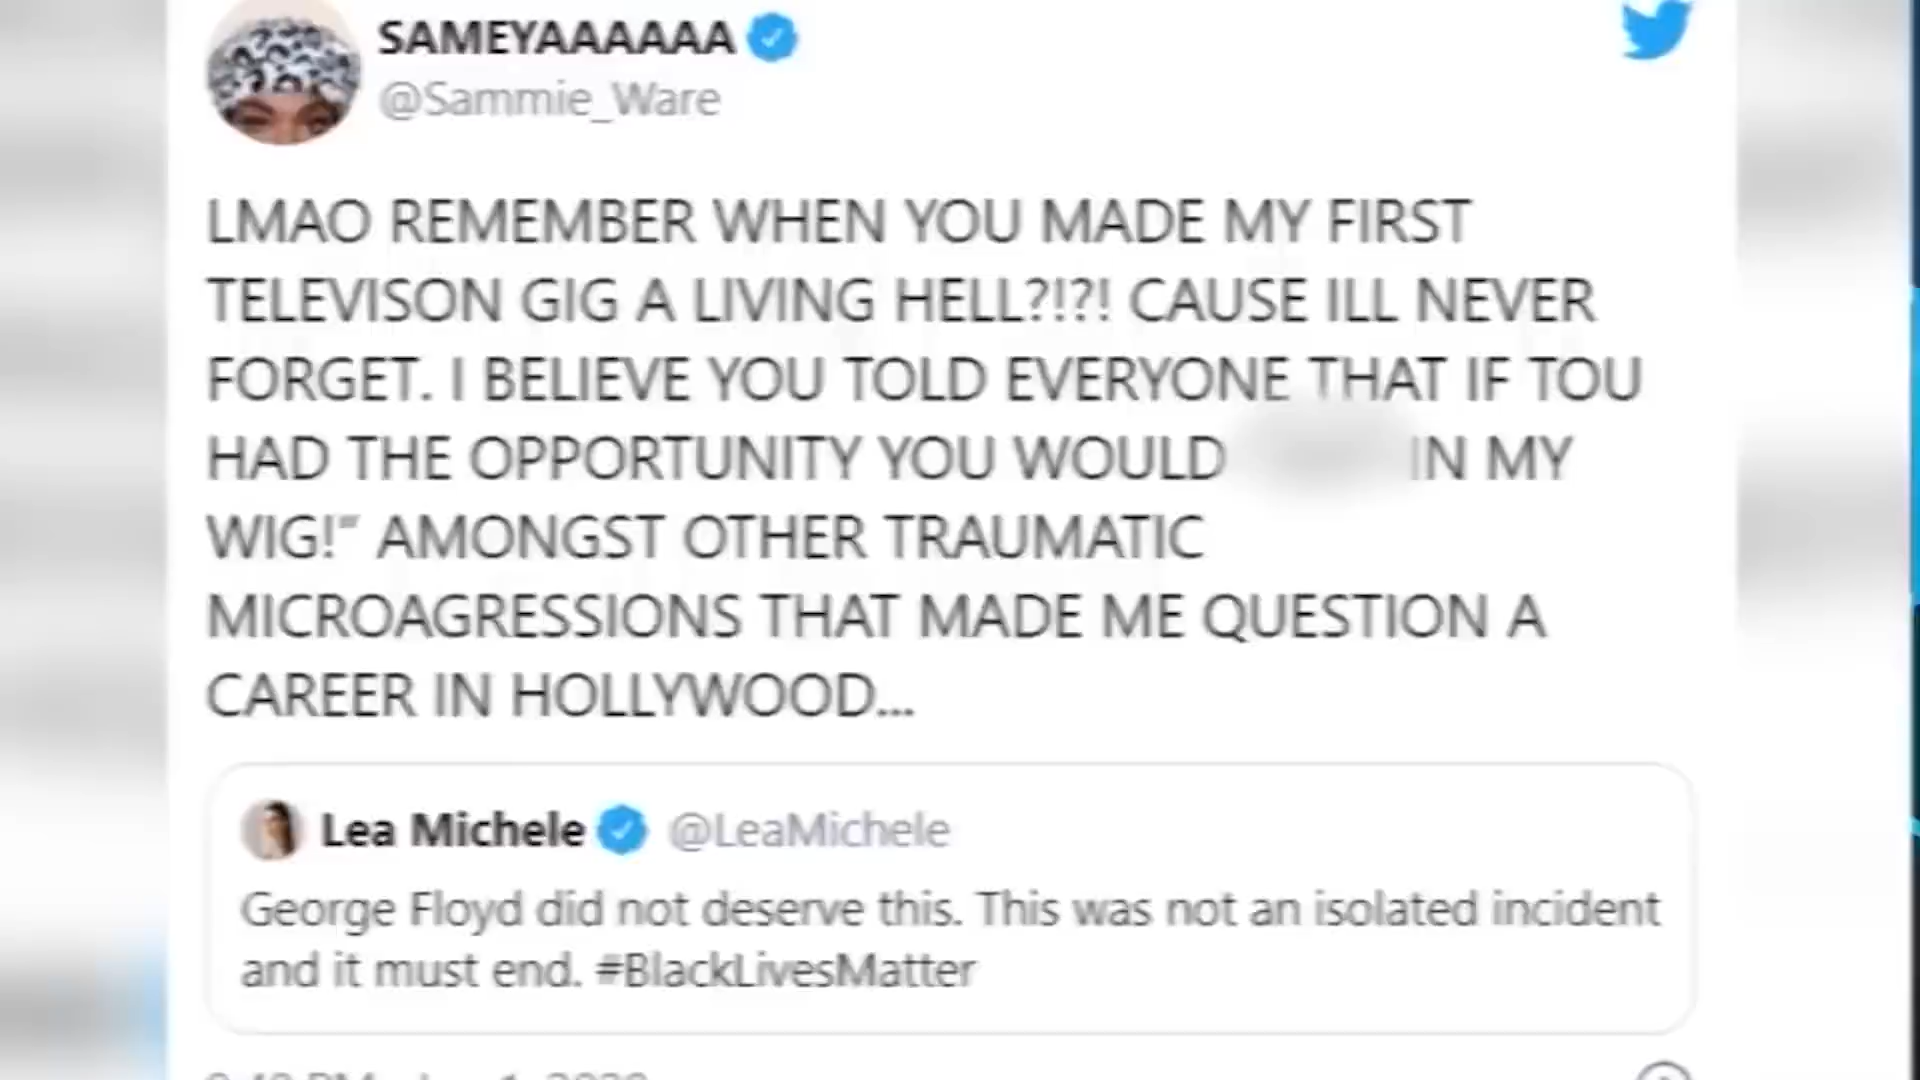 SAMEYAAAAAA
@Sammie_Ware
LMAO REMEMBER WHEN YOU MADE MY FIRST
TELEVISON GIG A LIVING HELL?!?! CAUSE ILL NEVER
FORGET. I BELIEVE YOU TOLD EVERYONE THAT IF TOU
HAD THE OPPORTUNITY YOU WOULD IN MY
WIG!” AMONGST OTHER TRAUMATIC
MICROAGRESSIONS THAT MADE ME QUESTION A
CAREER IN HOLLYWOOD...
Lea Michele @LeaMichele
George Floyd did not deserve this. This was not an isolated incident
and it must end. #BlackLivesMatter